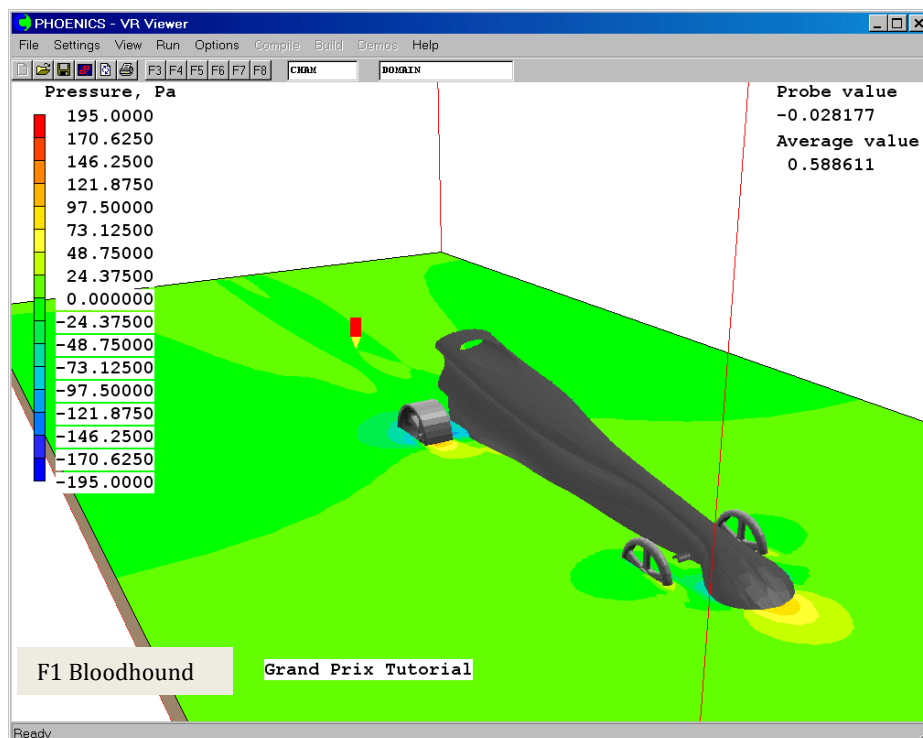 PHOENICS - VR Viewer
File Settings View Run Options Compile Build Demos Help
F3 F4 F5 F6 F7 F8 CHAM DOMAIN
Pressure, Pa
195.0000
170.6250
146.2500
121.8750
97.50000
73.12500
48.75000
24.37500
0.000000
-24.37500
-48.75000
-73.12500
-97.50000
-121.8750
-146.2500
-170.6250
-195.0000
Probe value
-0.028177
Average value
0.588611
F1 Bloodhound
Grand Prix Tutorial
Ready